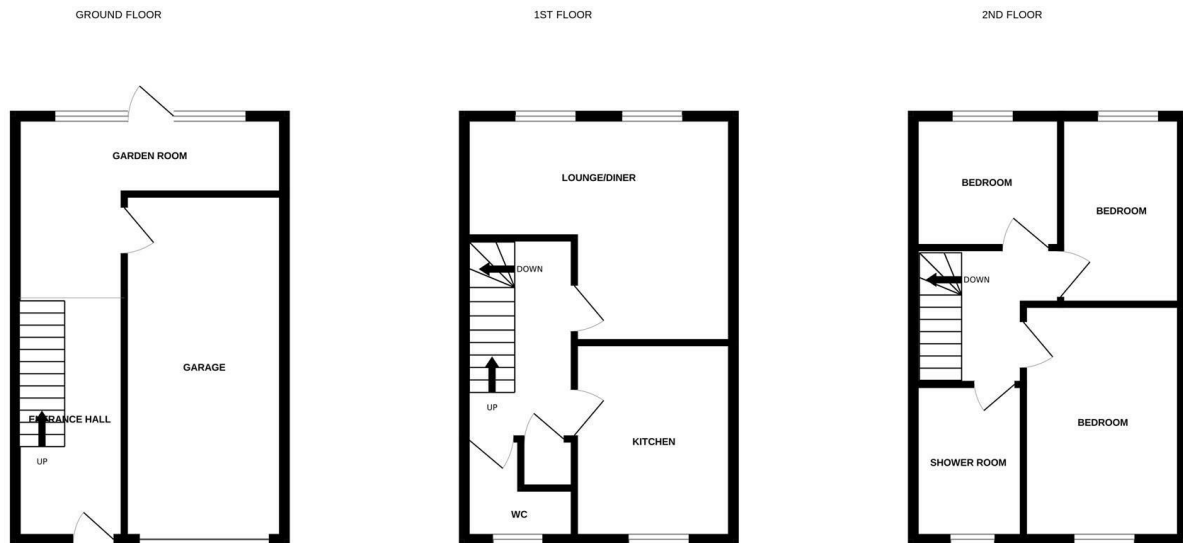 GROUND FLOOR
GARDEN ROOM
GARAGE
ENTRANCE HALL
UP
1ST FLOOR
LOUNGE/DINER
DOWN
UP
KITCHEN
WC
2ND FLOOR
BEDROOM
BEDROOM
DOWN
BEDROOM
SHOWER ROOM